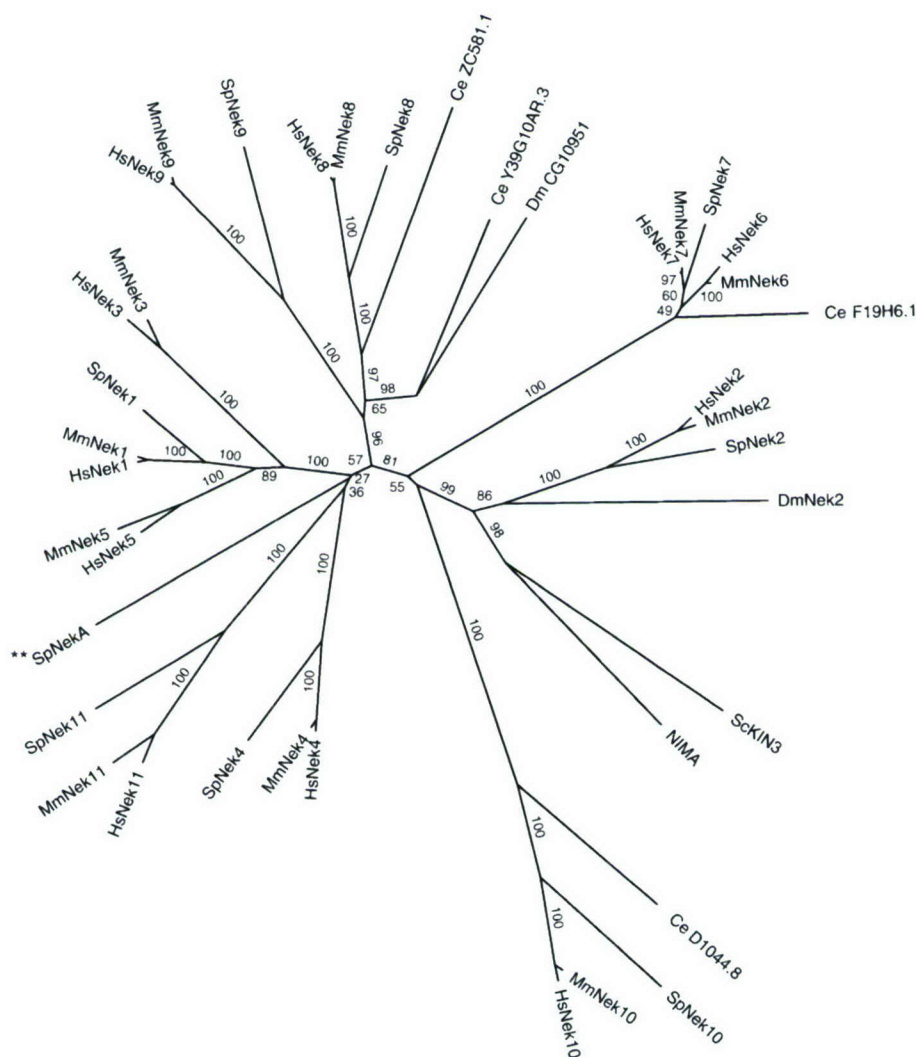 Ce ZC581.1
SpNek9
MmNek9
HsNek9
HsNek8
MmNek8
SpNek8
Ce Y39G10AR.3
Dm CG10951
SpNek7
MmNek7
HsNek7
HsNek6
MmNek6
Ce F19H6.1
100
100
97
60
100
49
MmNek3
HsNek3
100
100
97
98
65
100
HsNek2
MmNek2
SpNek2
100
100
86
99
DmNek2
SpNek1
100
96
MmNek1
HsNek1
100
100
100
89
100
57
81
27
36
55
98
MmNek5
HsNek5
100
100
100
** SpNekA
100
100
100
SpNek11
MmNek11
HsNek11
SpNek4
MmNek4
HsNek4
ScKIN3
NIMA
100
100
Ce D1044.8
SpNek10
MmNek10
HsNek10